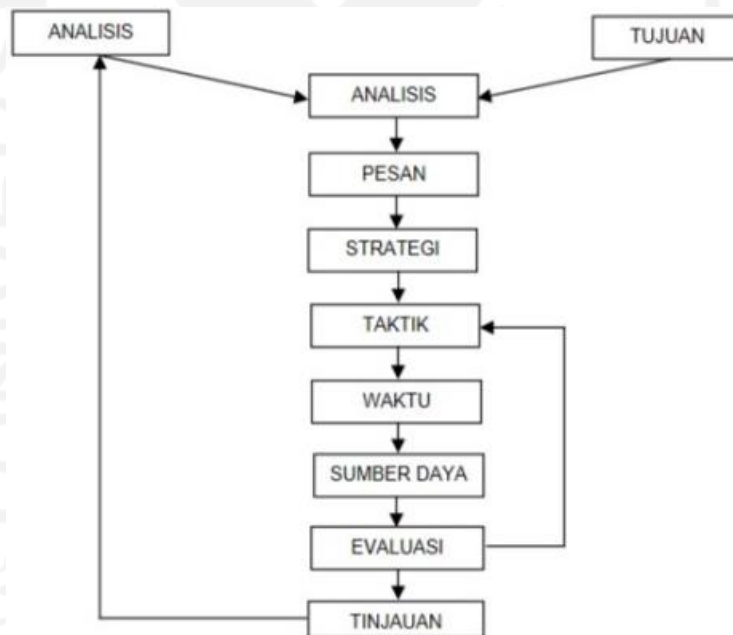 ANALISIS
TUJUAN
ANALISIS
PESAN
STRATEGI
TAKTIK
WAKTU
SUMBER DAYA
EVALUASI
TINJAUAN